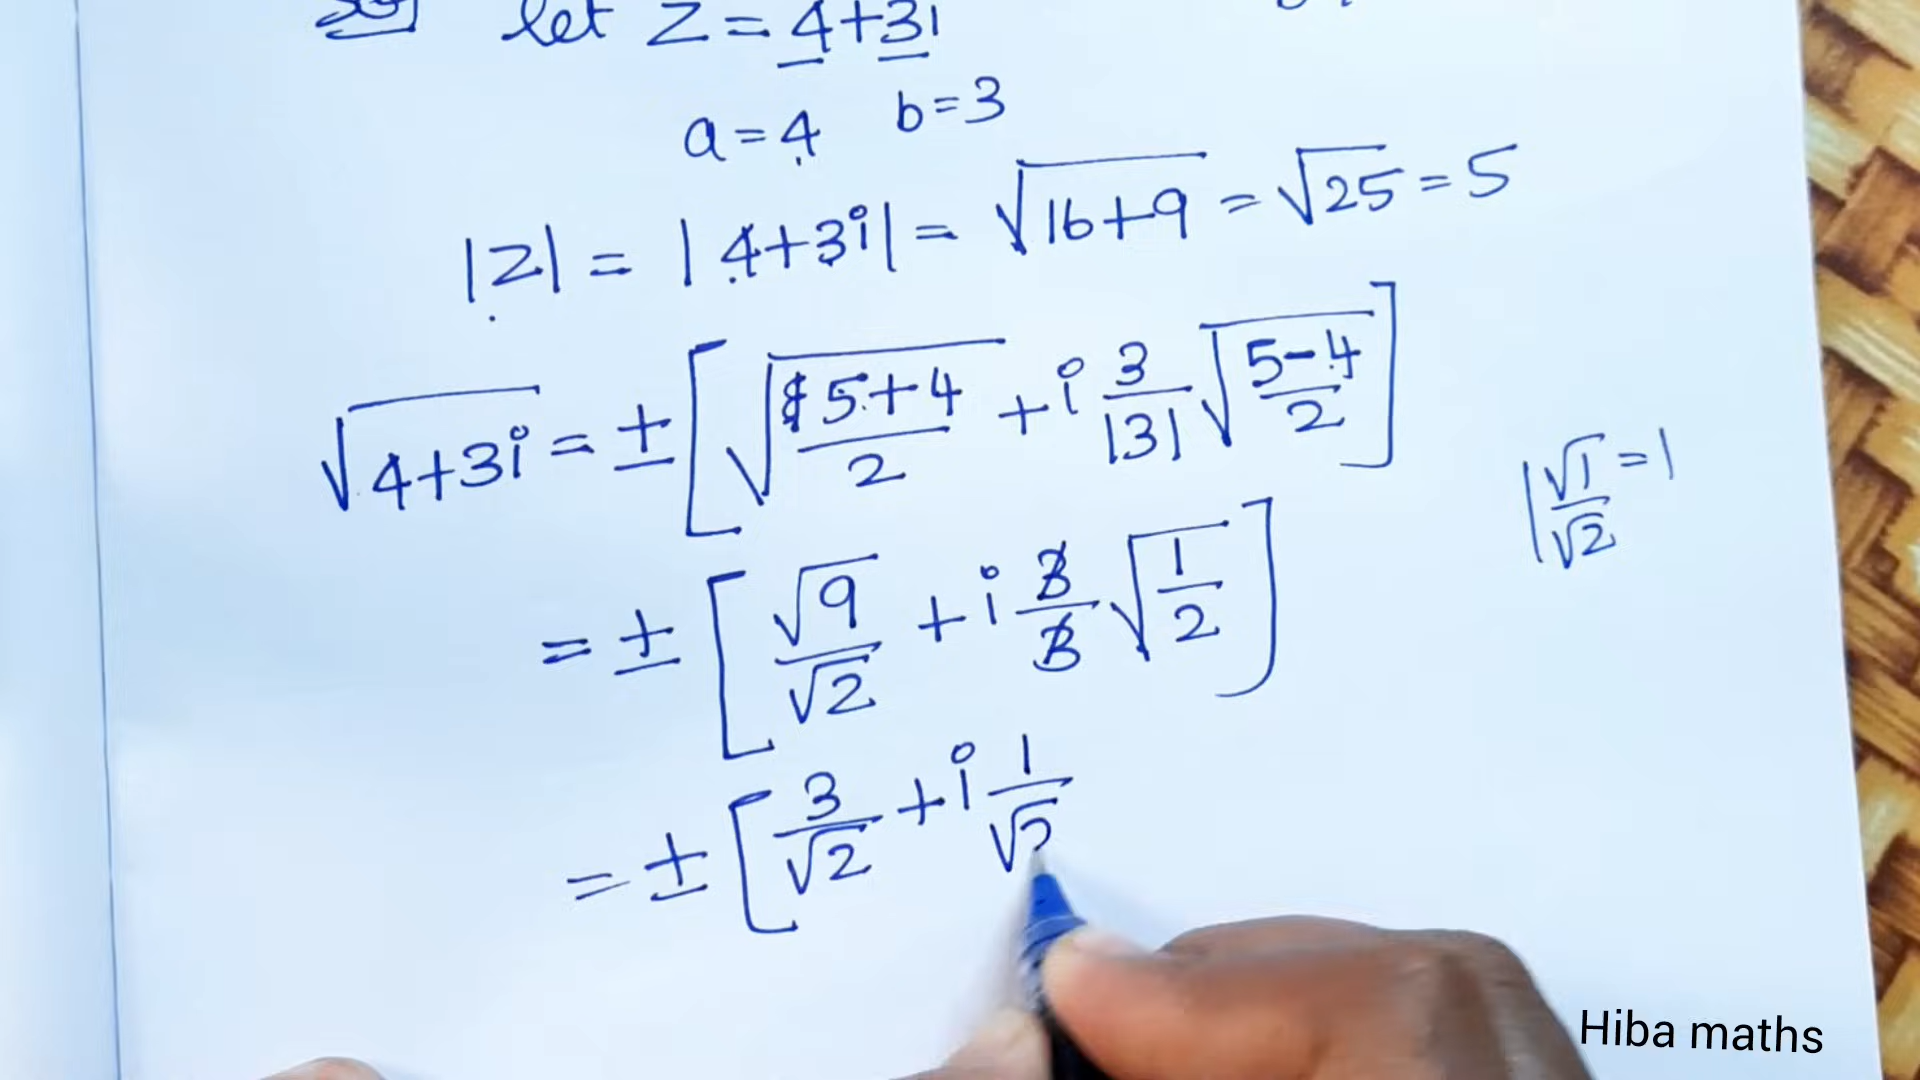 let Z = 4+3i
a=4 b=3
|Z| = |4+3i| = √16+9 = √25 = 5
√4+3i = ± [√5+4/2 + i 3/|3| √5-4/2]
√1/√2 = 1
= ± [√9/√2 + i 3/3 √1/2]
= ± [3/√2 + i 1/√2
Hiba maths